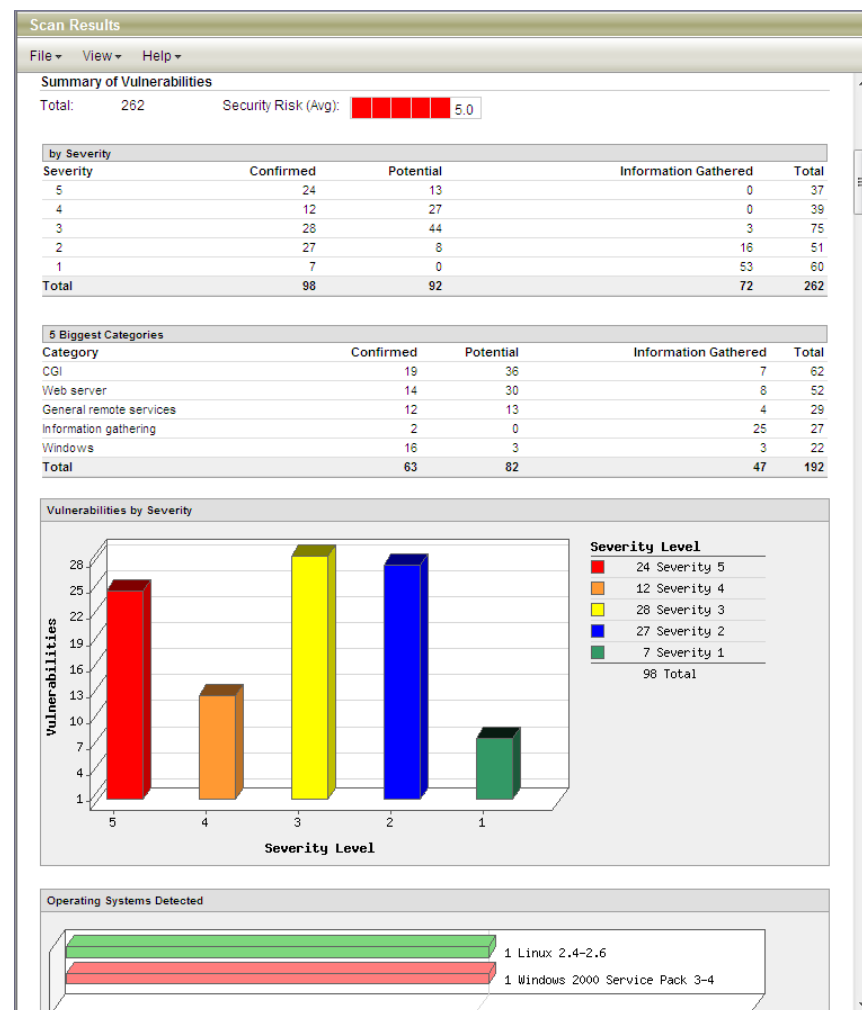 Scan Results
File View Help
Summary of Vulnerabilities
Total: 262 Security Risk (Avg): 5.0
by Severity
Severity Confirmed Potential Information Gathered Total
5 24 13 0 37
4 12 27 0 39
3 28 44 3 75
2 27 8 16 51
1 7 0 53 60
Total 98 92 72 262
5 Biggest Categories
Category Confirmed Potential Information Gathered Total
CGI 19 36 7 62
Web server 14 30 8 52
General remote services 12 13 4 29
Information gathering 2 0 25 27
Windows 16 3 3 22
Total 63 82 47 192
Vulnerabilities by Severity
Vulnerabilities
28
25
22
19
16
13
10
7
4
1
5 4 3 2 1
Severity Level
Severity Level
24 Severity 5
12 Severity 4
28 Severity 3
27 Severity 2
7 Severity 1
98 Total
Operating Systems Detected
1 Linux 2.4-2.6
1 Windows 2000 Service Pack 3-4